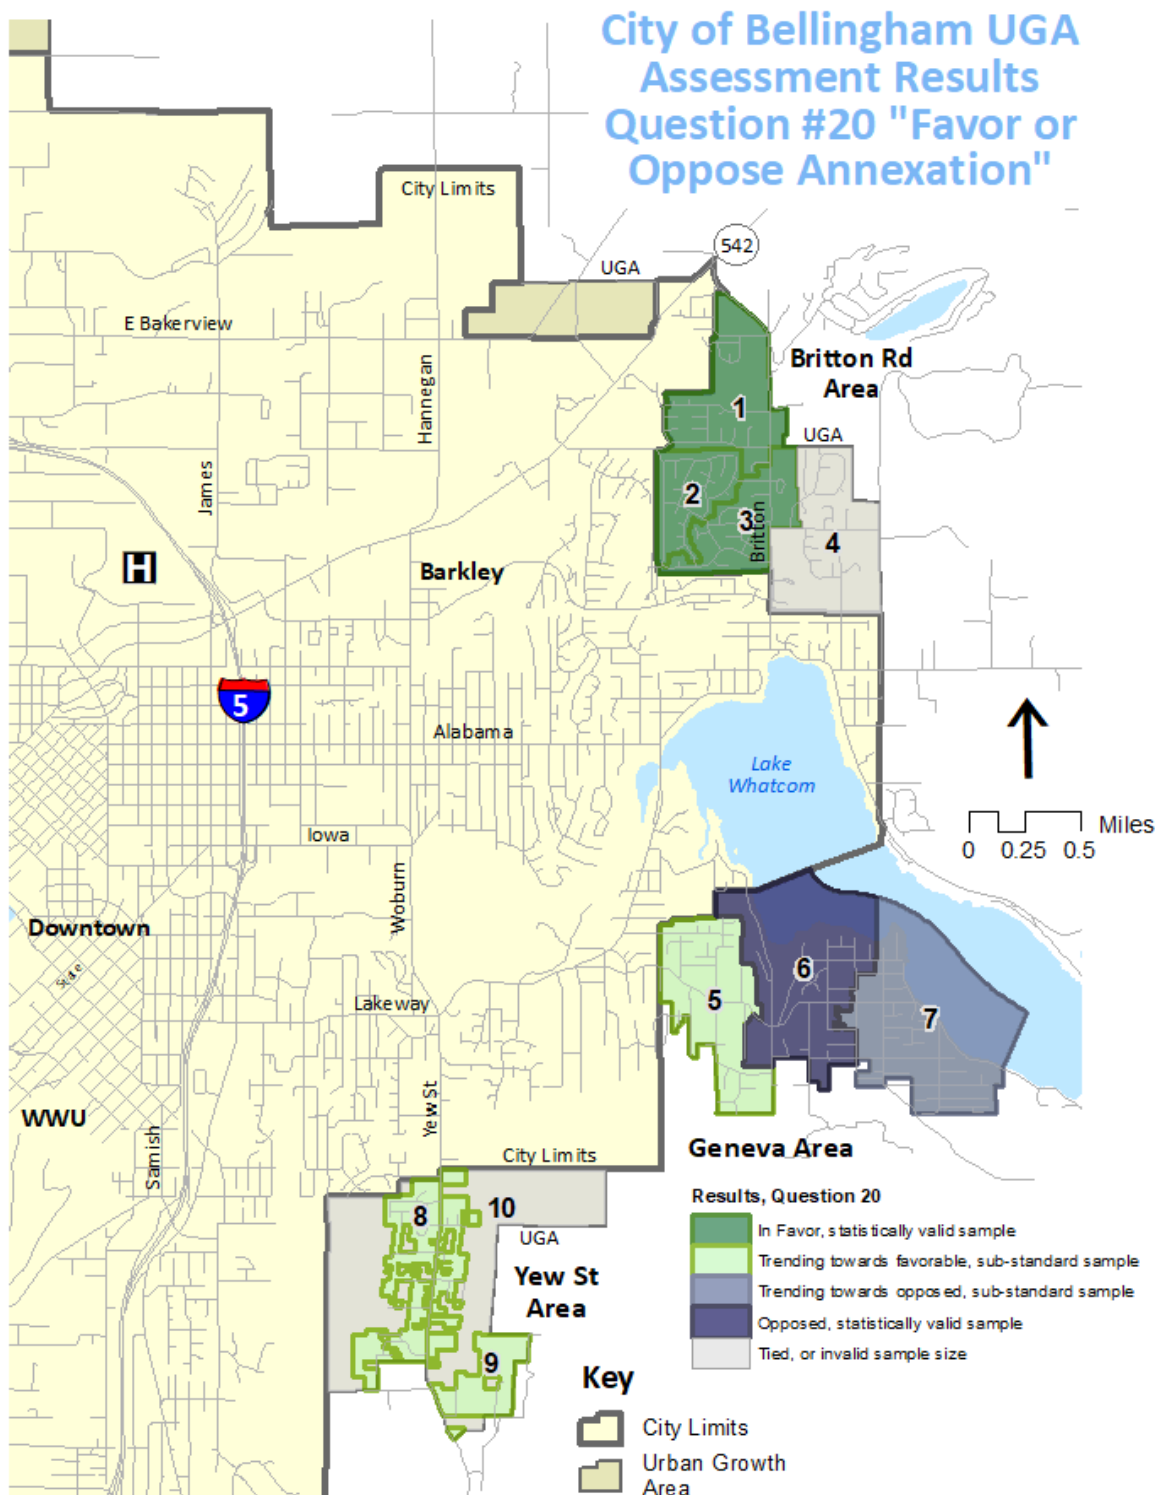 City of Bellingham UGA
Assessment Results
Question #20 "Favor or
Oppose Annexation"
City Limits
542
UGA
E Bakerview
Hannegan
Britton Rd
Area
1
UGA
James
2
3
Britton
4
H
Barkley
5
Alabama
Lake
Whatcom
Miles
0 0.25 0.5
Iowa
Woburn
Downtown
State
6
Lakeway
5
7
Yew St
WWU
Samish
City Limits
Geneva Area
8
10
UGA
Yew St
Area
9
Results, Question 20
In Favor, statistically valid sample
Trending towards favorable, sub-standard sample
Trending towards opposed, sub-standard sample
Opposed, statistically valid sample
Tied, or invalid sample size
Key
City Limits
Urban Growth
Area